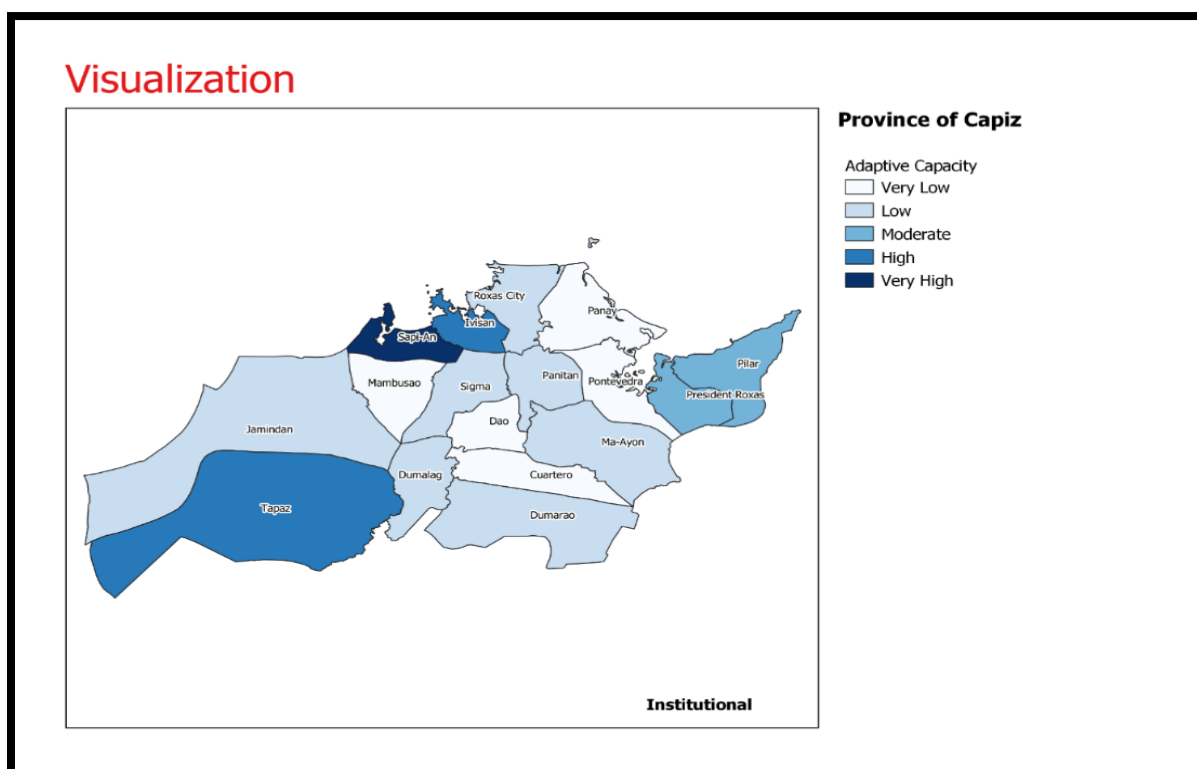 Visualization
Province of Capiz
Adaptive Capacity
Very Low
Low
Moderate
High
Very High
Roxas City
Panay
Ivisan
Sapi-An
Pilar
Mambusao
Sigma
Panitan
Pontevedra
President Roxas
Dao
Jamindan
Ma-Ayon
Dumalag
Cuartero
Tapaz
Dumarao
Institutional